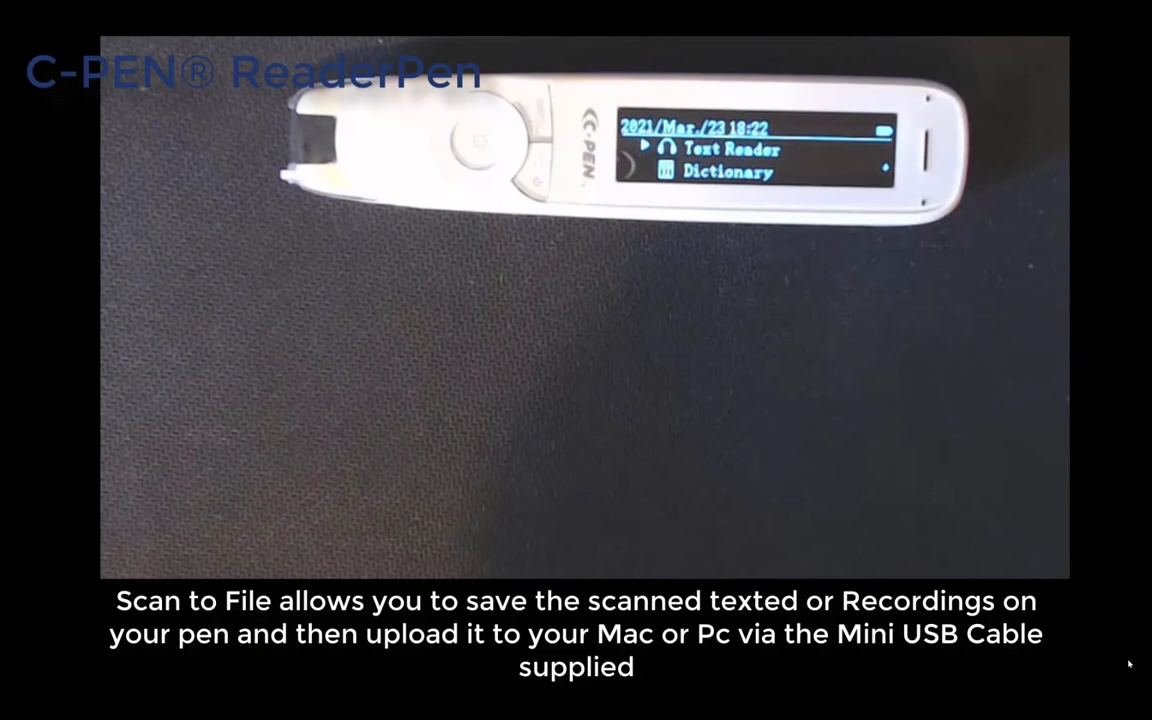 C-PEN® ReaderPen
C-PEN
2021/Mar./23 18:22
Text Reader
Dictionary
Scan to File allows you to save the scanned texted or Recordings on
your pen and then upload it to your Mac or Pc via the Mini USB Cable
supplied